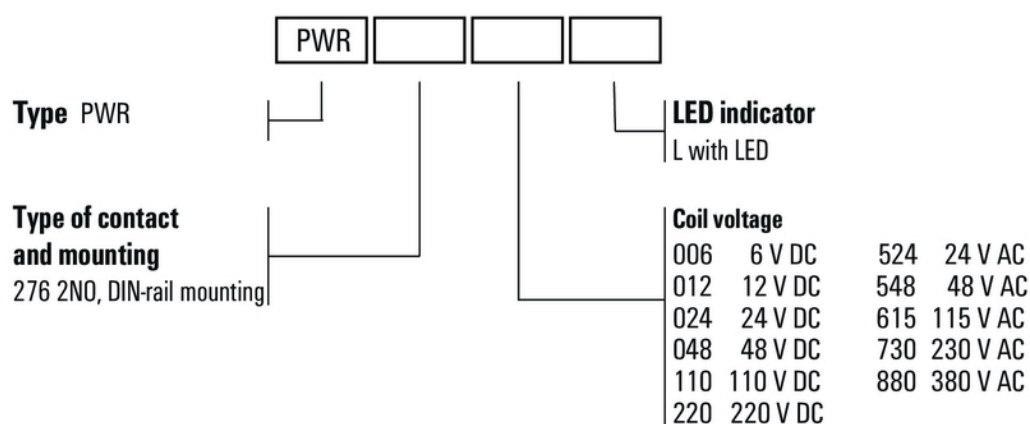 PWR
Type PWR
LED indicator
L with LED
Type of contact
and mounting
276 2NO, DIN-rail mounting
Coil voltage
006 6 V DC 524 24 V AC
012 12 V DC 548 48 V AC
024 24 V DC 615 115 V AC
048 48 V DC 730 230 V AC
110 110 V DC 880 380 V AC
220 220 V DC